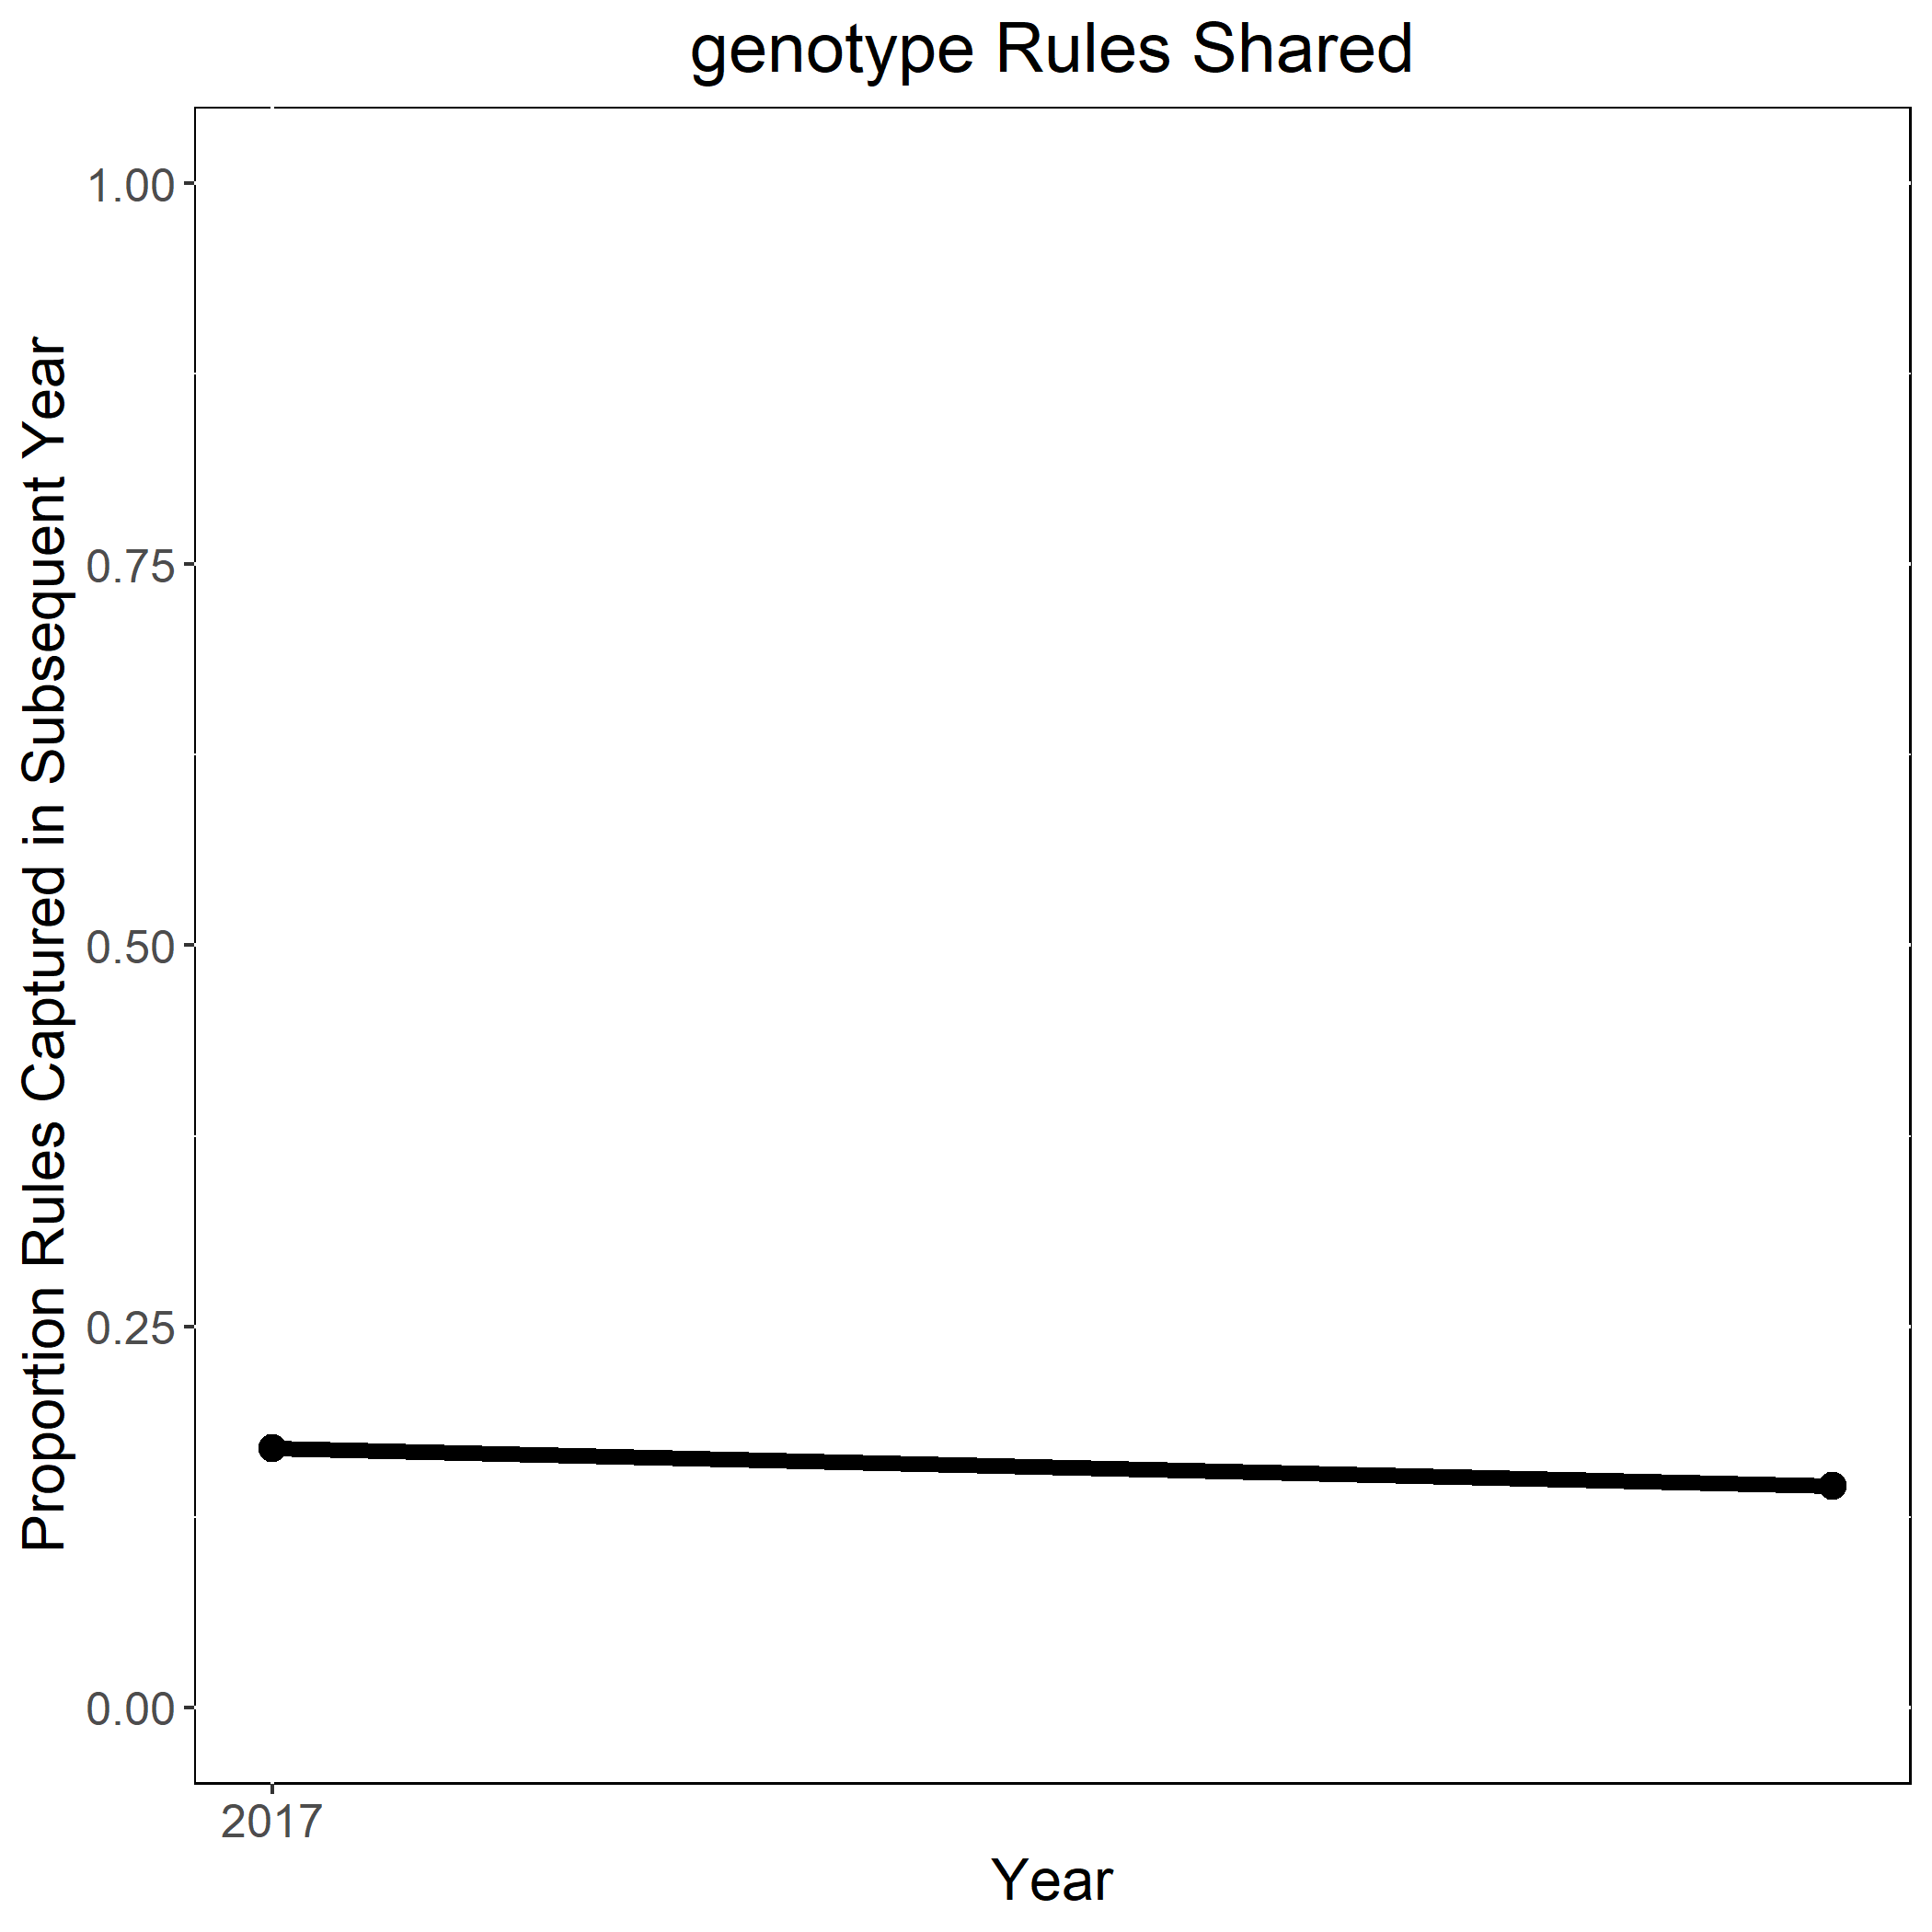 genotype Rules Shared
Proportion Rules Captured in Subsequent Year
1.00
0.75
0.50
0.25
0.00
2017
Year